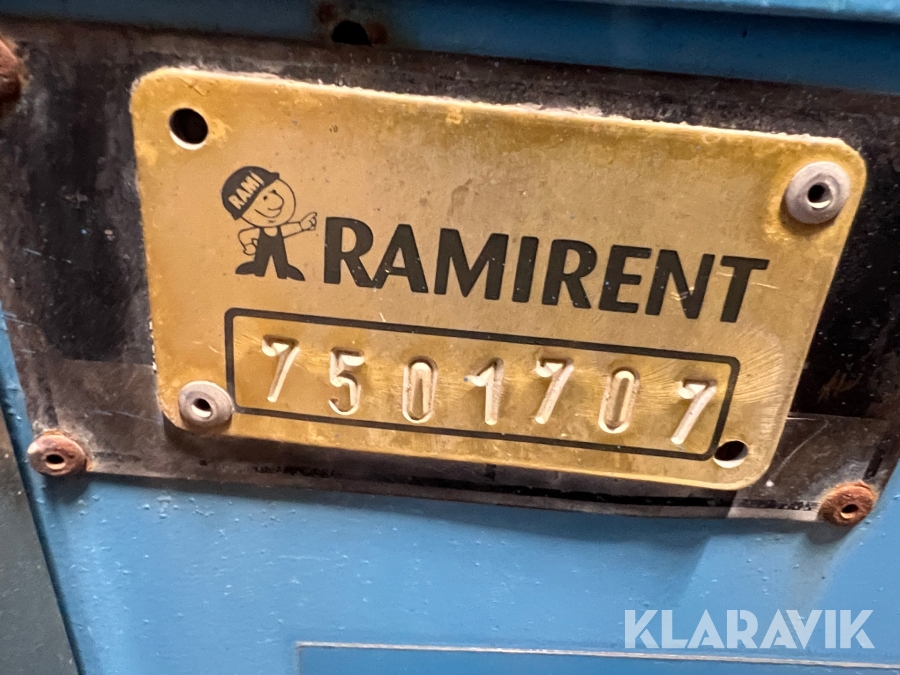 RAMI
RAMIRENT
7501707
KLARAVIK